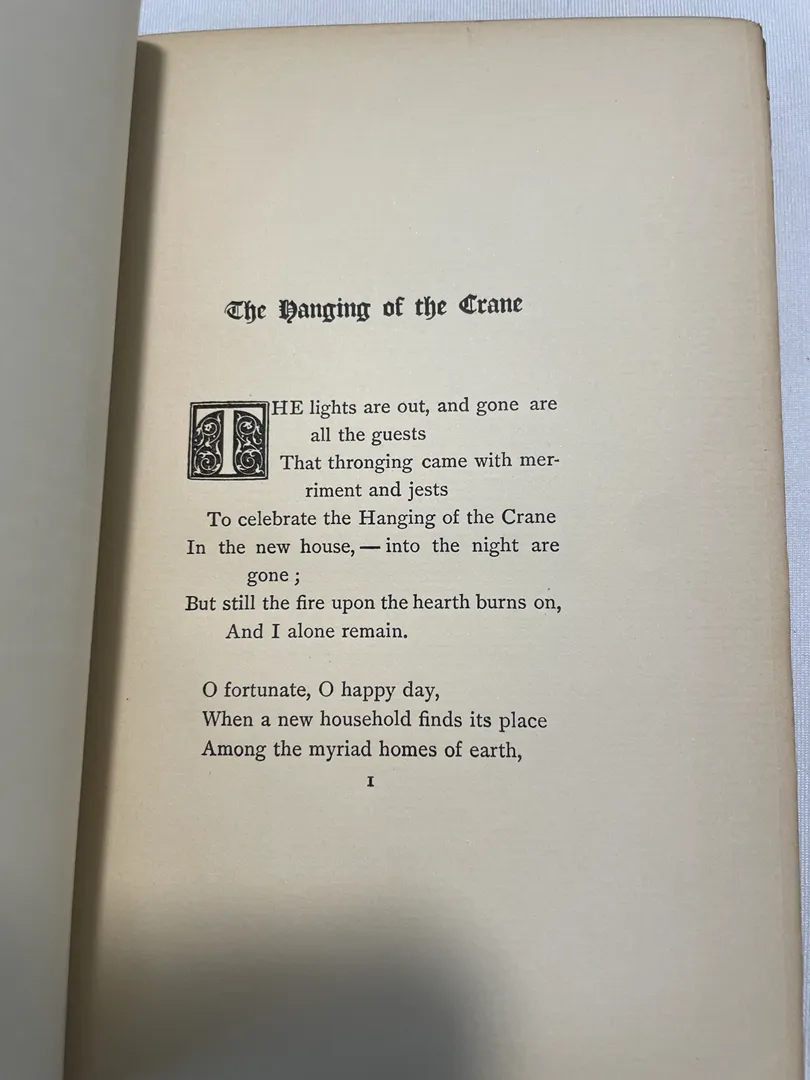 The Hanging of the Crane
THE lights are out, and gone are
all the guests
That thronging came with mer-
riment and jests
To celebrate the Hanging of the Crane
In the new house, — into the night are
gone ;
But still the fire upon the hearth burns on,
And I alone remain.
O fortunate, O happy day,
When a new household finds its place
Among the myriad homes of earth,
1